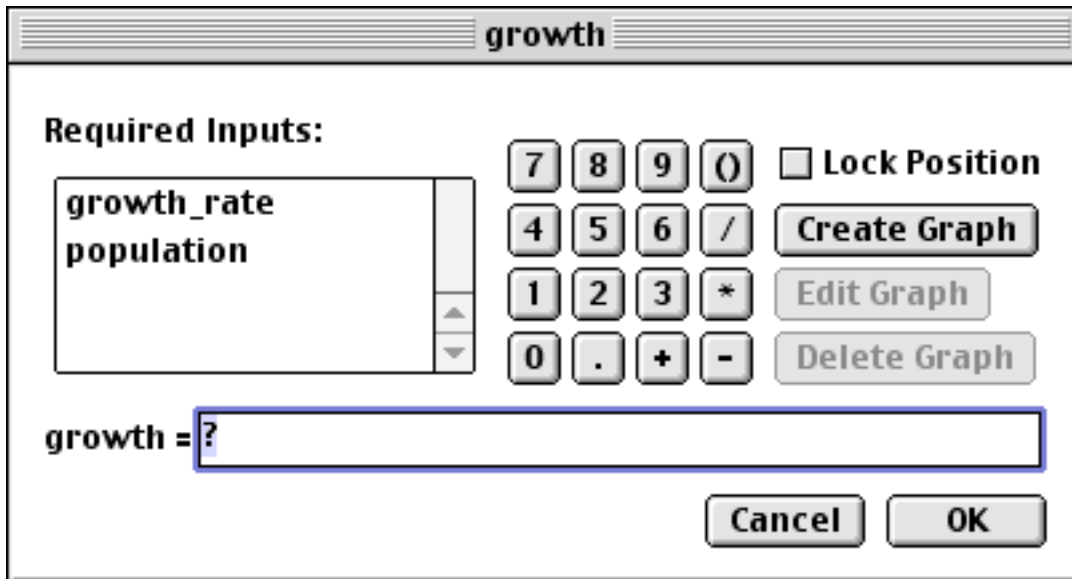 growth
Required Inputs:
growth_rate
population
7 8 9 ()
4 5 6 /
1 2 3 *
0 . + -
Lock Position
Create Graph
Edit Graph
Delete Graph
growth = ?
Cancel OK